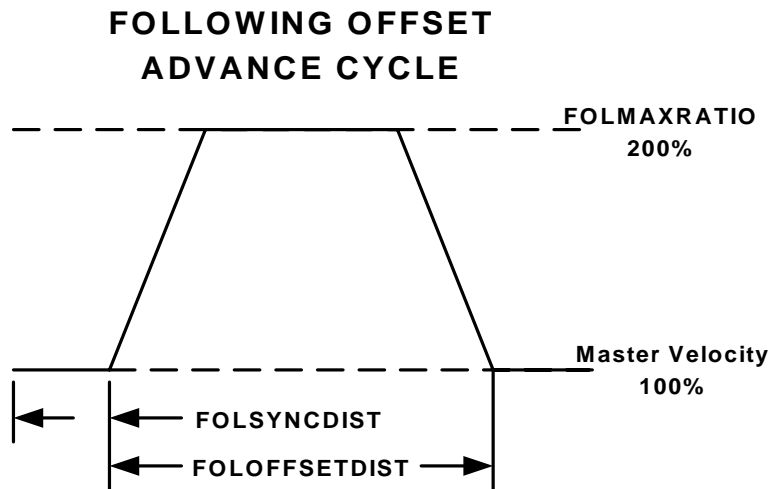 FOLLOWING OFFSET
ADVANCE CYCLE
FOLMAXRATIO
200%
Master Velocity
100%
FOLSYNCDIST
FOLOFFSETDIST